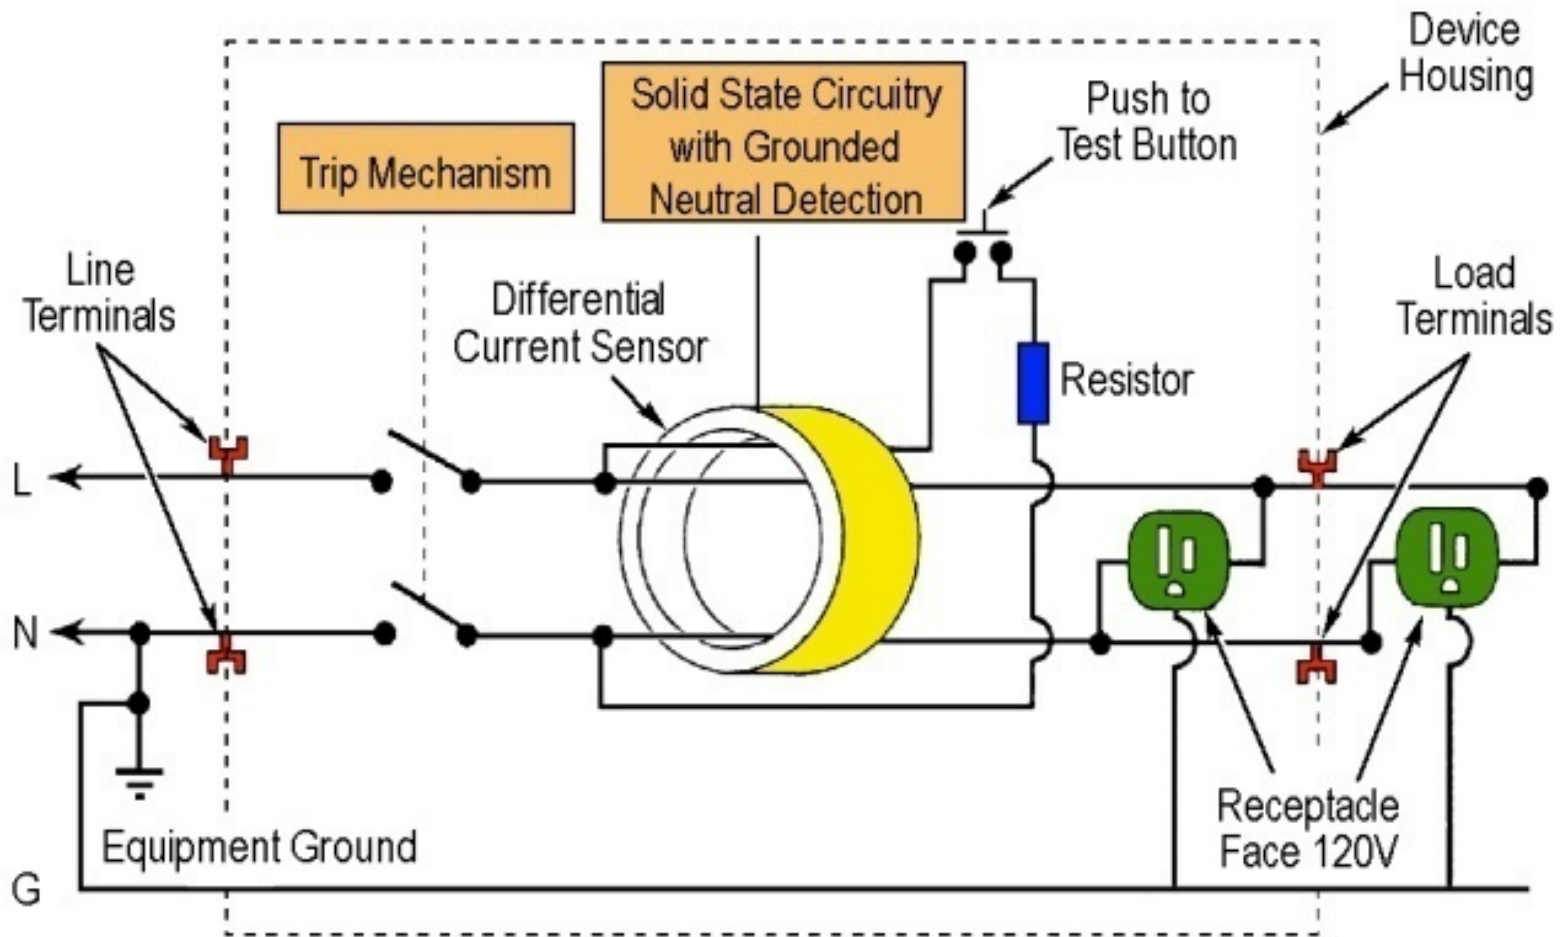 Device
Housing
Solid State Circuitry
with Grounded
Neutral Detection
Push to
Test Button
Trip Mechanism
Line
Terminals
Differential
Current Sensor
Load
Terminals
Resistor
L
N
Receptacle
Face 120V
Equipment Ground
G